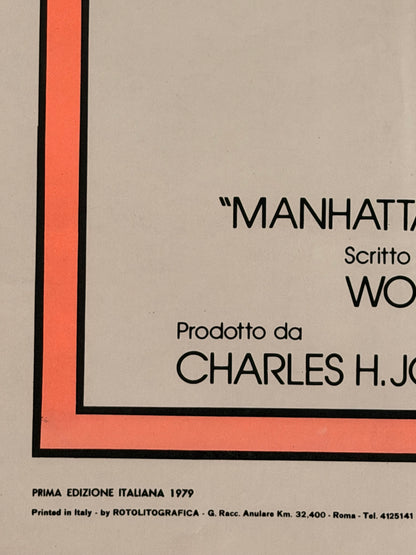 "MANHATTA
Scritto
WO
Prodotto da
CHARLES H. JO
PRIMA EDIZIONE ITALIANA 1979
Printed in Italy - by ROTOLITOGRAFICA - G. Racc. Anulare Km. 32,400 - Roma - Tel. 4125141